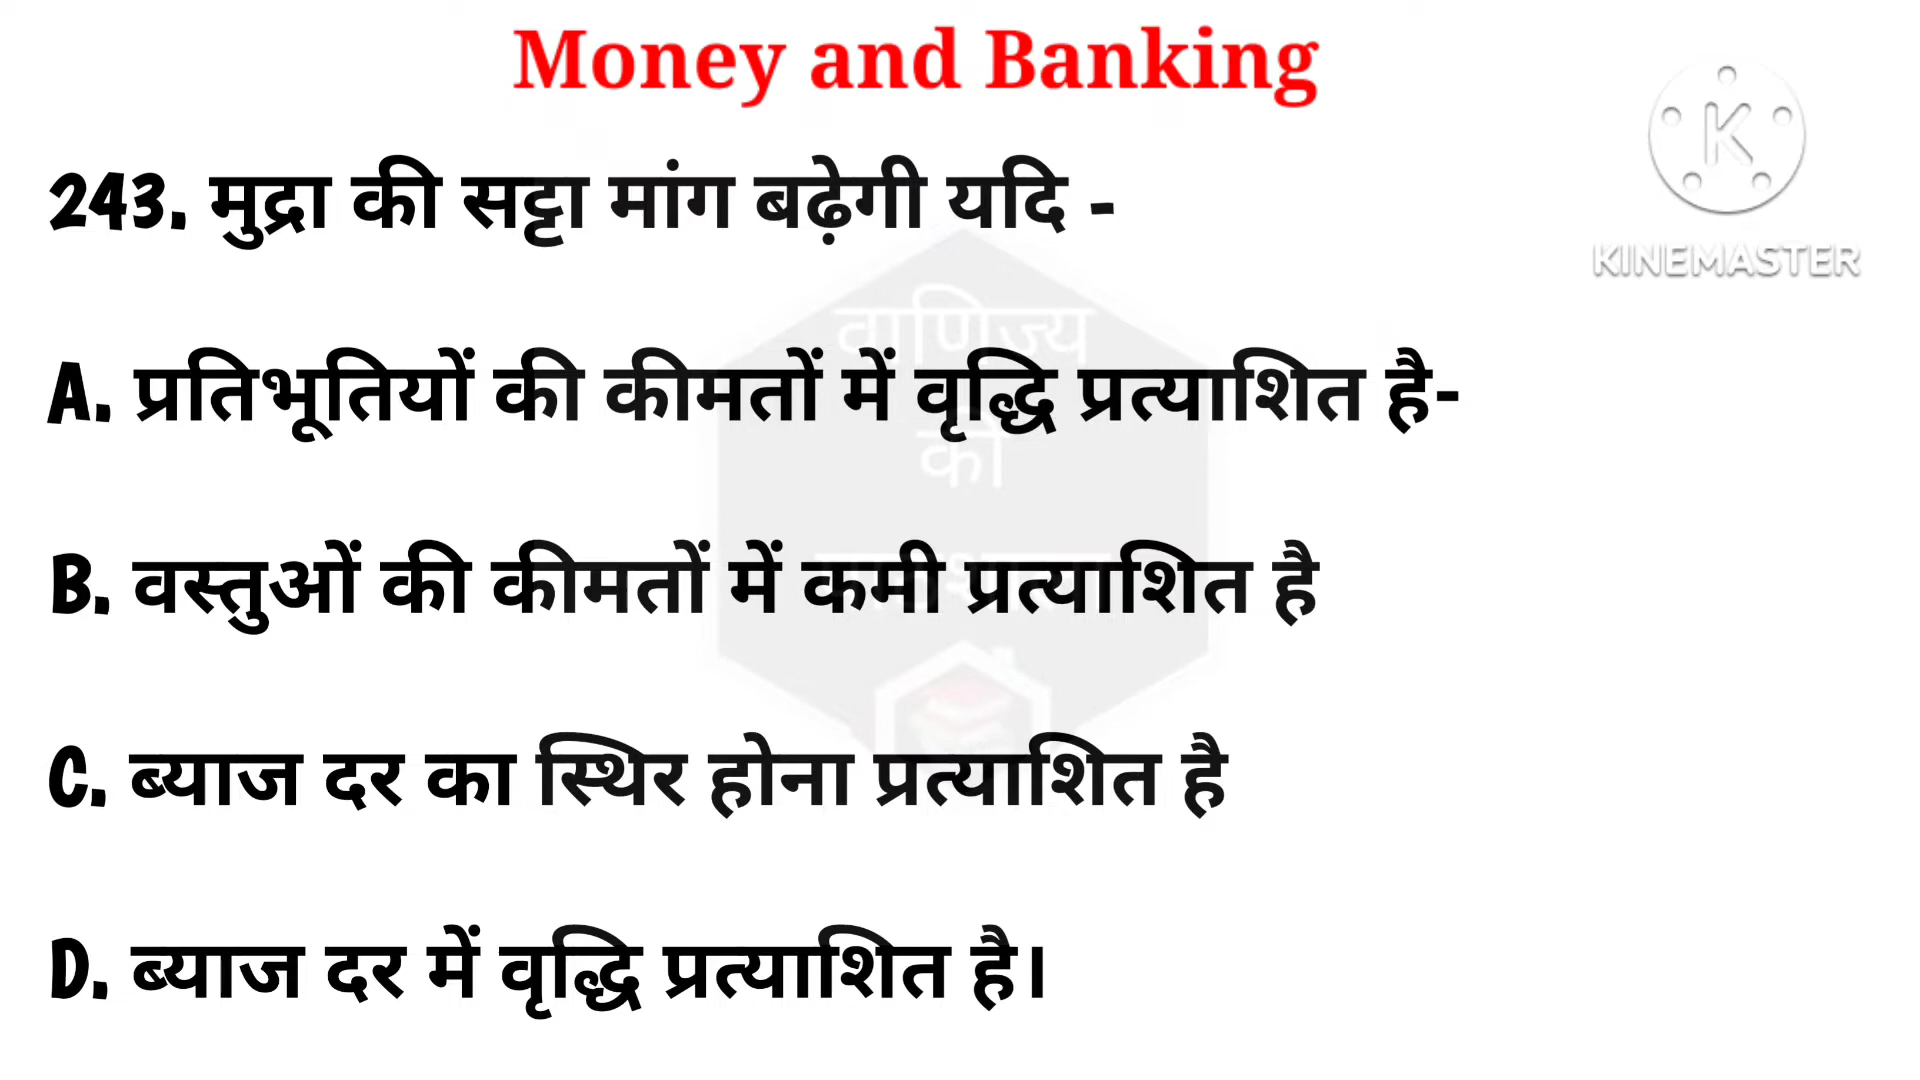 Money and Banking
K
KINEMASTER
243. मुद्रा की सट्टा मांग बढ़ेगी यदि -
वाणिज्य
की
A. प्रतिभूतियों की कीमतों में वृद्धि प्रत्याशित है-
B. वस्तुओं की कीमतों में कमी प्रत्याशित है
C. ब्याज दर का स्थिर होना प्रत्याशित है
D. ब्याज दर में वृद्धि प्रत्याशित है।